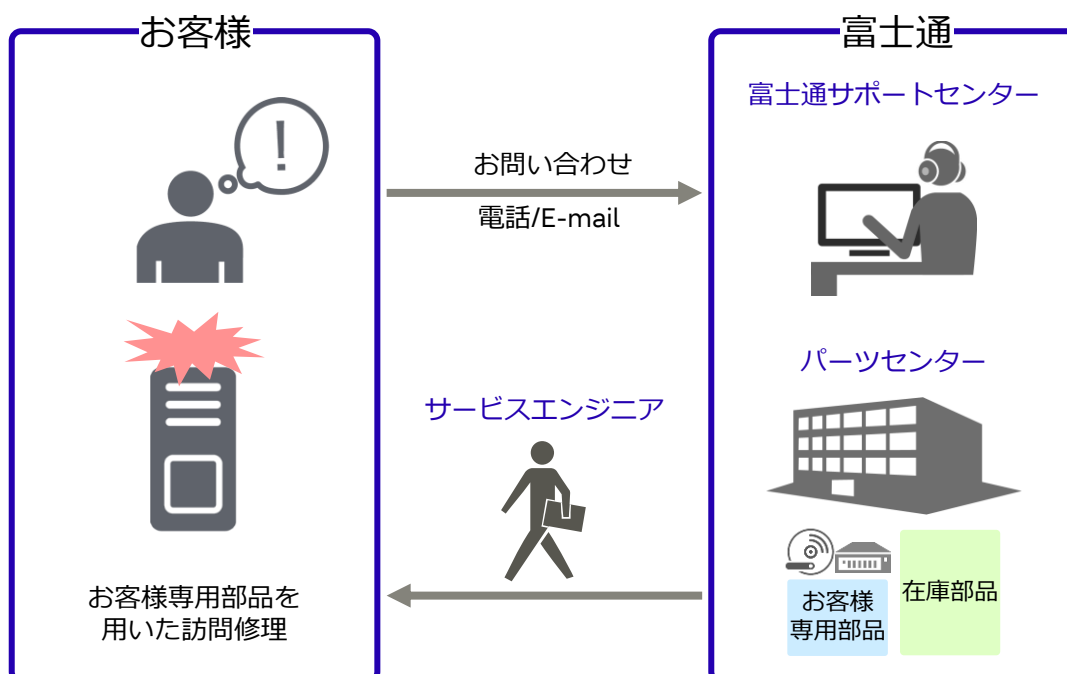 お客様
富士通
富士通サポートセンター
!
お問い合わせ
電話/E-mail
パーツセンター
サービスエンジニア
お客様専用部品を
用いた訪問修理
お客様
専用部品
在庫部品